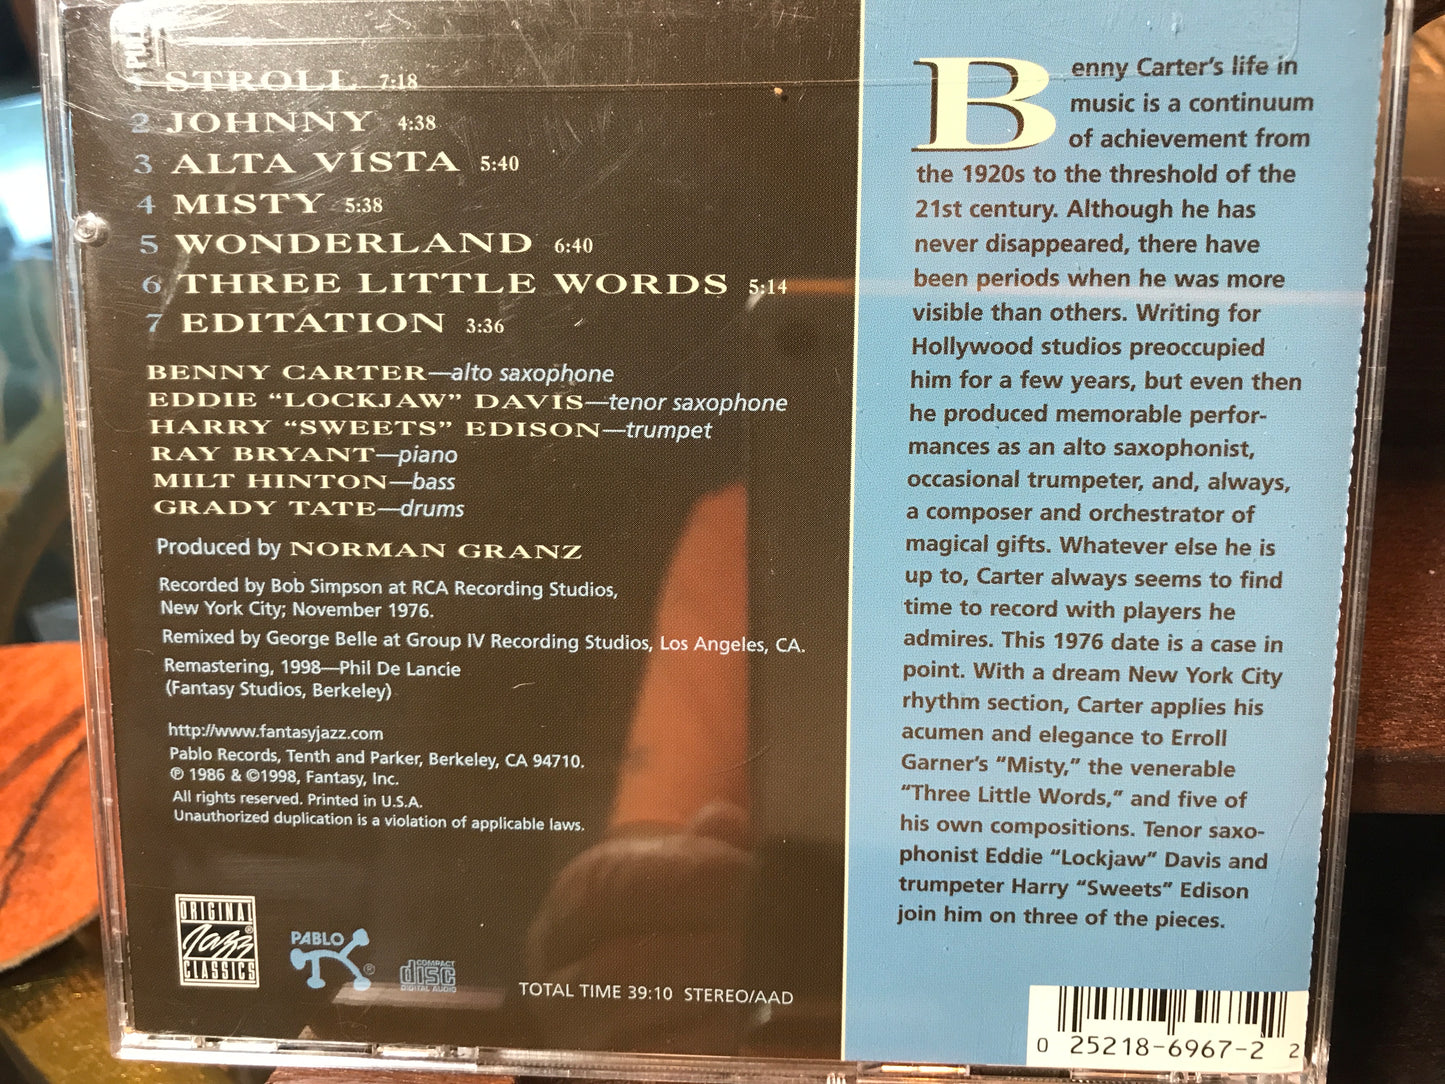 PULL
1 STROLL 7:18
2 JOHNNY 4:38
3 ALTA VISTA 5:40
4 MISTY 5:38
5 WONDERLAND 6:40
6 THREE LITTLE WORDS 5:14
7 EDITATION 3:36
BENNY CARTER—alto saxophone
EDDIE “LOCKJAW” DAVIS—tenor saxophone
HARRY “SWEETS” EDISON—trumpet
RAY BRYANT—piano
MILT HINTON—bass
GRADY TATE—drums
Produced by NORMAN GRANZ
Recorded by Bob Simpson at RCA Recording Studios,
New York City; November 1976.
Remixed by George Belle at Group IV Recording Studios, Los Angeles, CA.
Remastering, 1998—Phil De Lancie
(Fantasy Studios, Berkeley)
http://www.fantasyjazz.com
Pablo Records, Tenth and Parker, Berkeley, CA 94710.
℗ 1986 & ©1998, Fantasy, Inc.
All rights reserved. Printed in U.S.A.
Unauthorized duplication is a violation of applicable laws.
ORIGINAL
Jazz®
CLASSICS
PABLO ®
COMPACT
disc
DIGITAL AUDIO
TOTAL TIME 39:10 STEREO/AAD
Benny Carter’s life in
music is a continuum
of achievement from
the 1920s to the threshold of the
21st century. Although he has
never disappeared, there have
been periods when he was more
visible than others. Writing for
Hollywood studios preoccupied
him for a few years, but even then
he produced memorable perfor-
mances as an alto saxophonist,
occasional trumpeter, and, always,
a composer and orchestrator of
magical gifts. Whatever else he is
up to, Carter always seems to find
time to record with players he
admires. This 1976 date is a case in
point. With a dream New York City
rhythm section, Carter applies his
acumen and elegance to Erroll
Garner’s “Misty,” the venerable
“Three Little Words,” and five of
his own compositions. Tenor saxo-
phonist Eddie “Lockjaw” Davis and
trumpeter Harry “Sweets” Edison
join him on three of the pieces.
0 25218-6967-2 2